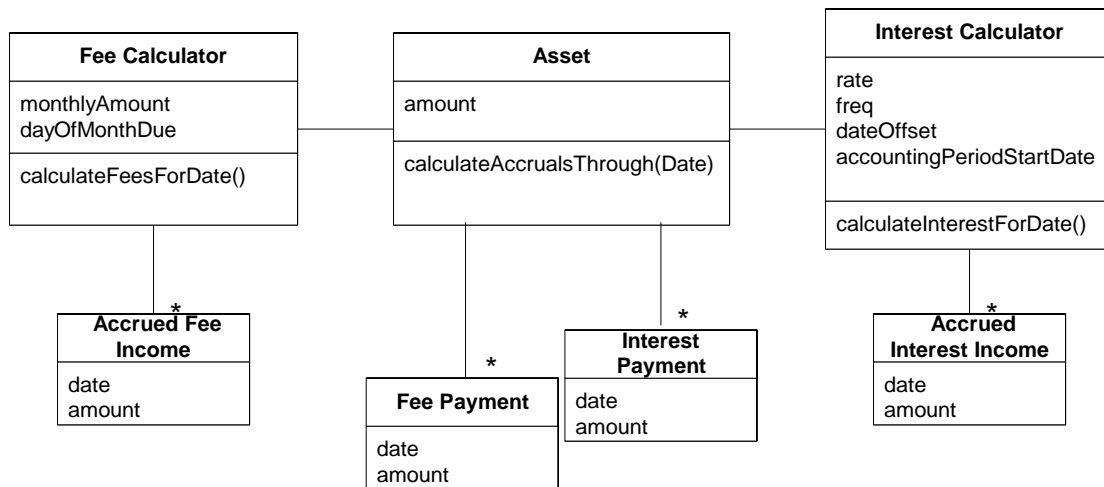 Fee Calculator
monthlyAmount
dayOfMonthDue
calculateFeesForDate()
Asset
amount
calculateAccrualsThrough(Date)
Interest Calculator
rate
freq
dateOffset
accountingPeriodStartDate
calculateInterestForDate()
*
Accrued Fee
Income
date
amount
*
Fee Payment
date
amount
*
Interest
Payment
date
amount
*
Accrued
Interest Income
date
amount